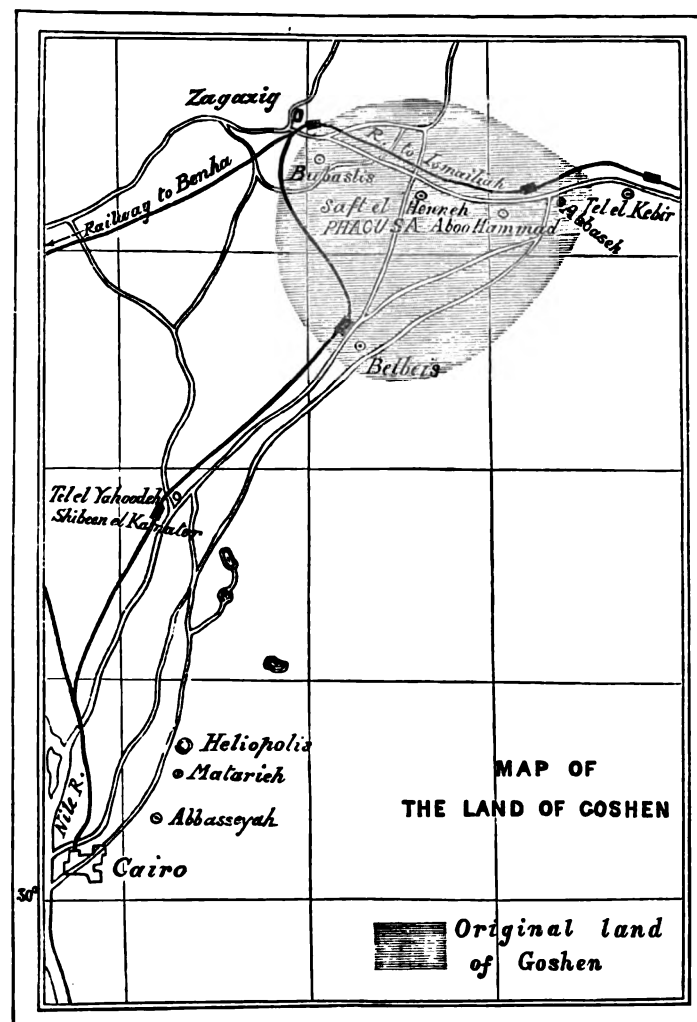 Zagazig
Railway to Benha
R. to Ismailiah
Bubastis
Saft el Henneh
PHACUSA Aboo Hammad
Abbaseh
Tel el Kebir
Belbeis
Tel el Yahoodeh
Shibeen el Kanater
Heliopolis
Matarieh
Abbasseyah
Nile R.
Cairo
30°
MAP OF
THE LAND OF GOSHEN
Original land
of Goshen